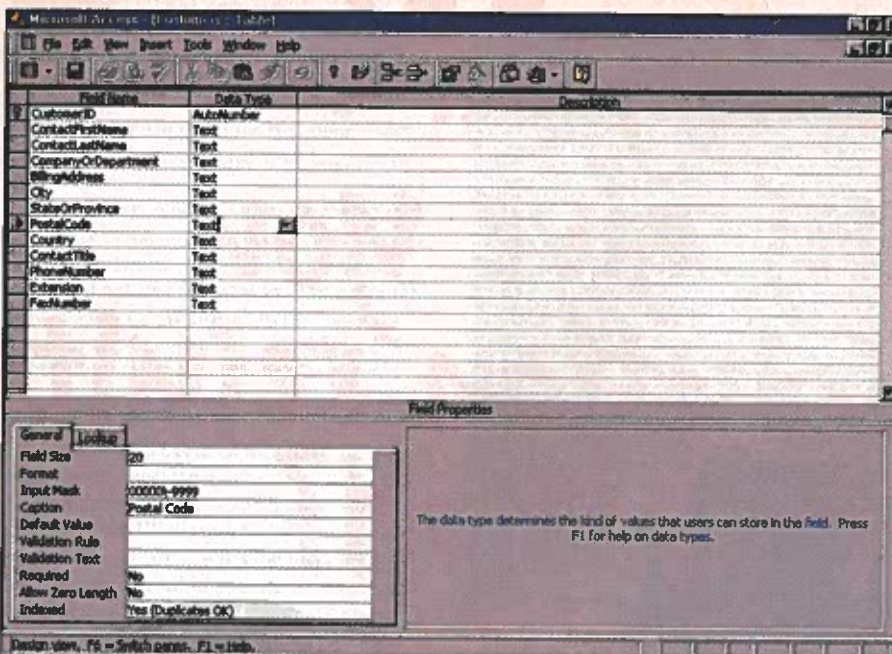 Microsoft Access - [Customers : Table]
File Edit View Insert Tools Window Help
Field Name Data Type Description
CustomerID AutoNumber
ContactFirstName Text
ContactLastName Text
CompanyOrDepartment Text
BillingAddress Text
City Text
StateOrProvince Text
PostalCode Text
Country Text
ContactTitle Text
PhoneNumber Text
Extension Text
FaxNumber Text
Field Properties
General Lookup
Field Size 20
Format
Input Mask 00000\-9999
Caption Postal Code
Default Value
Validation Rule
Validation Text
Required No
Allow Zero Length No
Indexed Yes (Duplicates OK)
The data type determines the kind of values that users can store in the field. Press
F1 for help on data types.
Design view. F6 = Switch panes. F1 = Help.